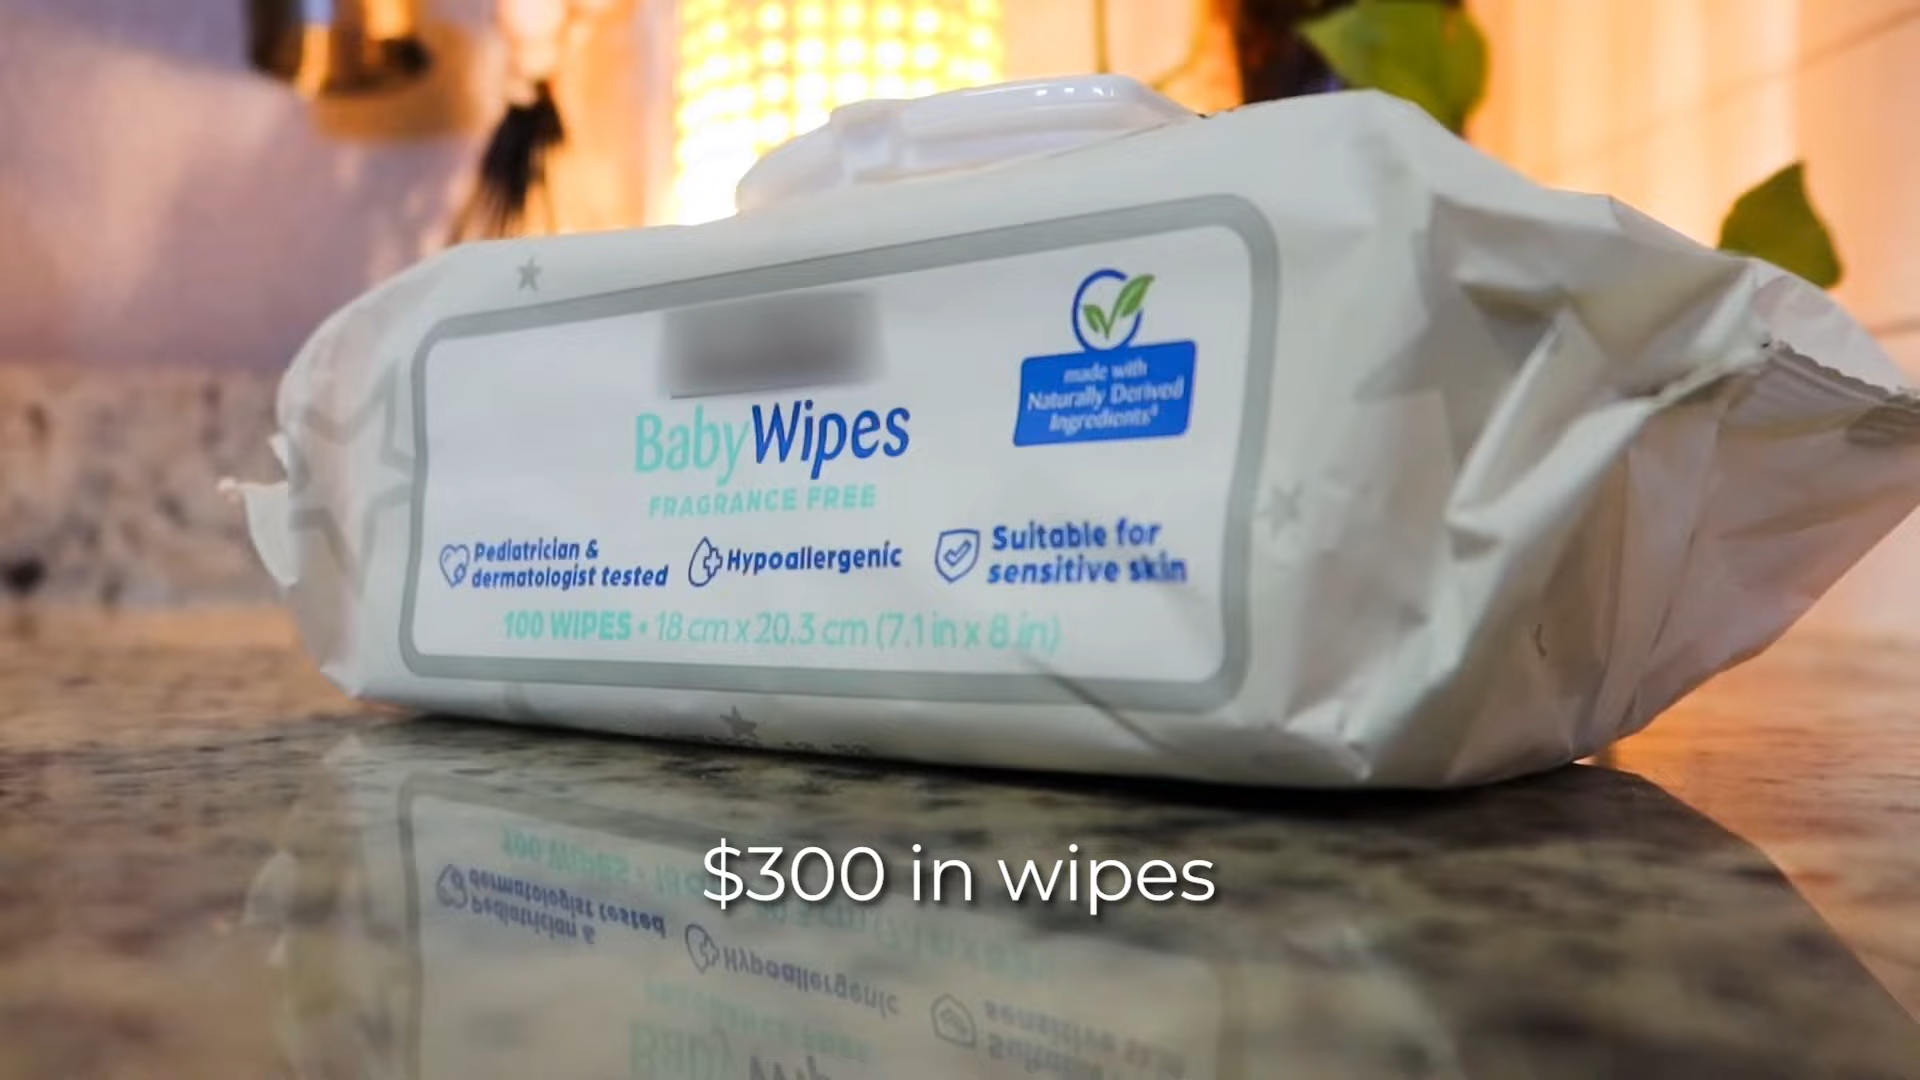 made with
Naturally Derived
Ingredients
BabyWipes
FRAGRANCE FREE
Pediatrician &
dermatologist tested
Hypoallergenic
Suitable for
sensitive skin
100 WIPES • 18 cm x 20.3 cm (7.1 in x 8 in)
$300 in wipes